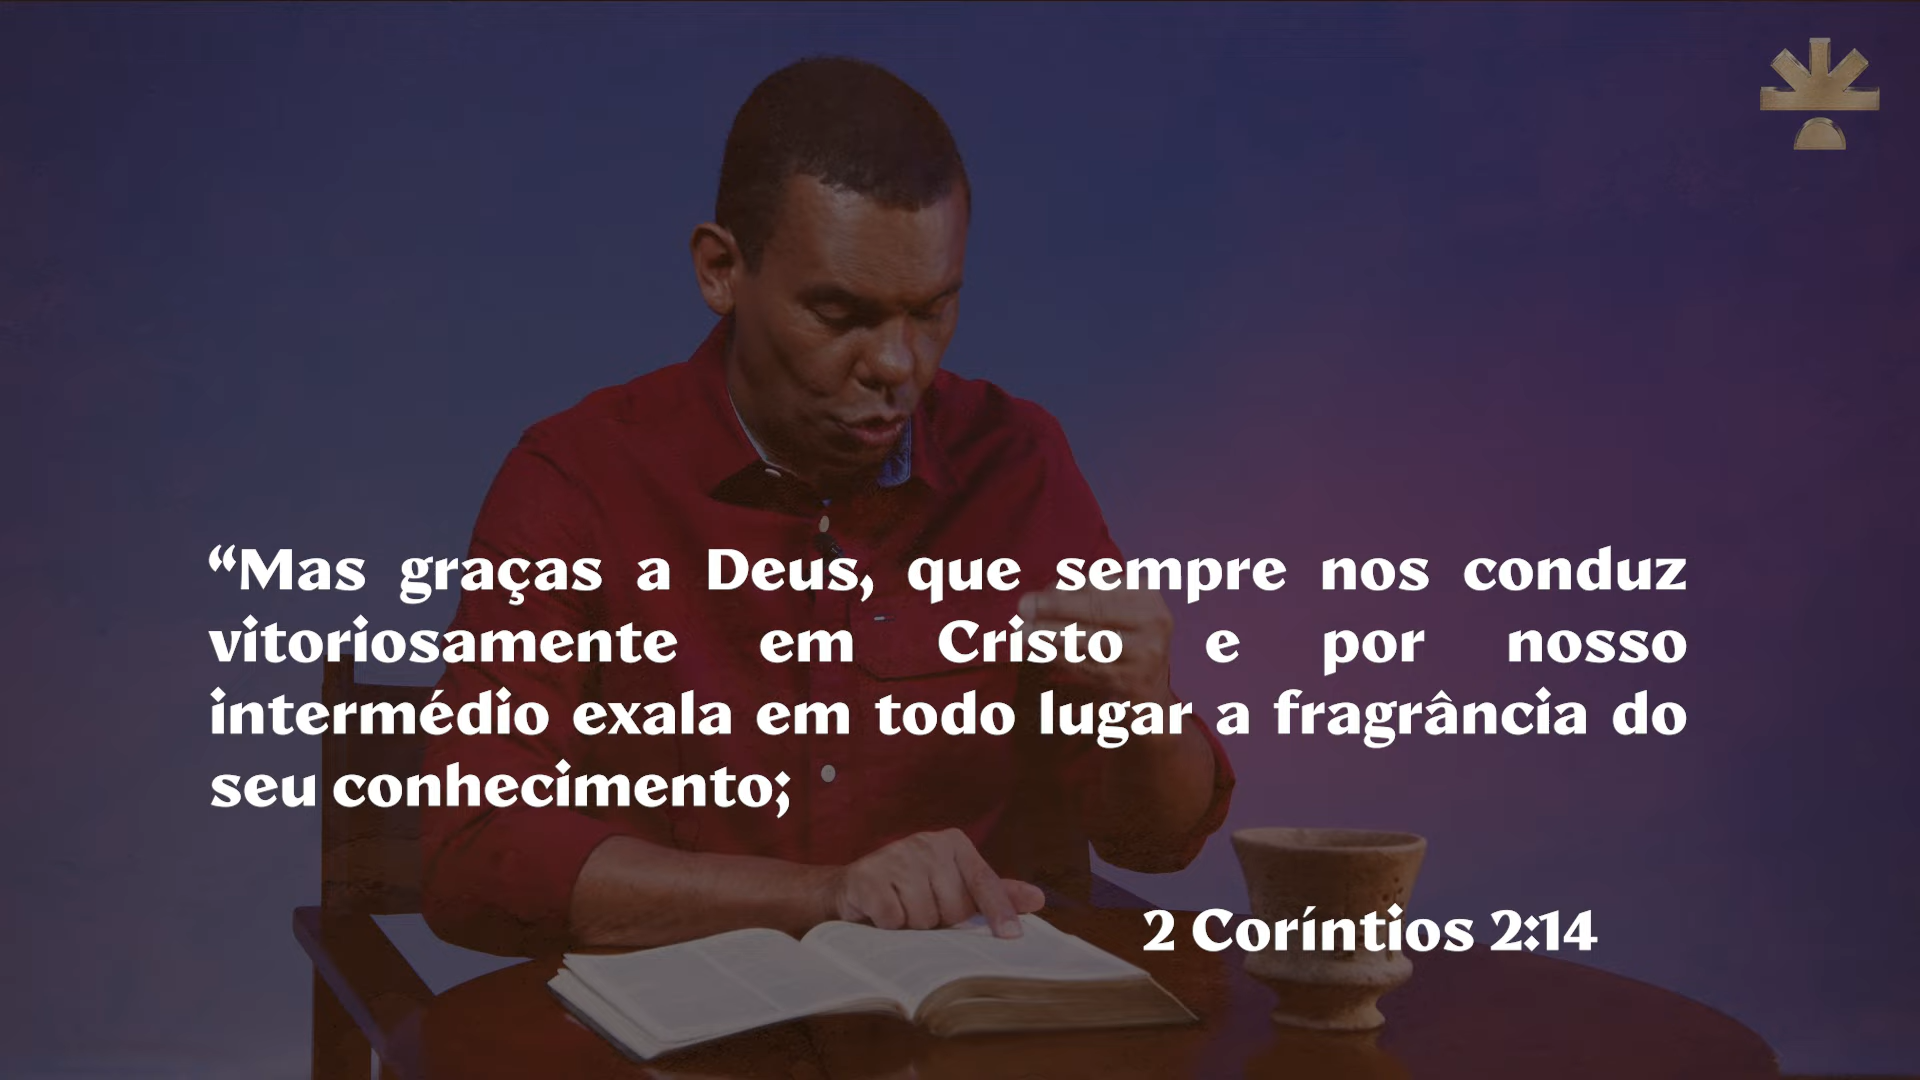 “Mas graças a Deus, que sempre nos conduz
vitoriosamente em Cristo e por nosso
intermédio exala em todo lugar a fragrância do
seu conhecimento;
2 Coríntios 2:14